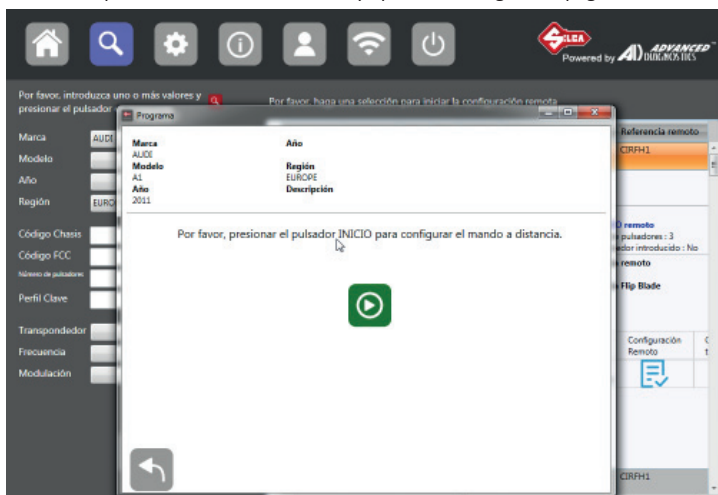 SILCA
Powered by AD ADVANCED DIAGNOSTICS
Por favor, introduzca uno o más valores y
presionar el pulsador
Por favor, haga una selección para iniciar la configuración remota
Programa
Marca
AUDI
Modelo
Año
Región
EURO
Código Chasis
Código FCC
Número de pulsadores
Perfil Clave
Transpondedor
Frecuencia
Modulación
Marca
AUDI
Modelo
A1
Año
2011
Año
Región
EUROPE
Descripción
Por favor, presionar el pulsador INICIO para configurar el mando a distancia.
Referencia remoto
CIRFH1
remoto
pulsadores : 3
introducido : No
remoto
Flip Blade
Configuración
Remoto
CIRFH1